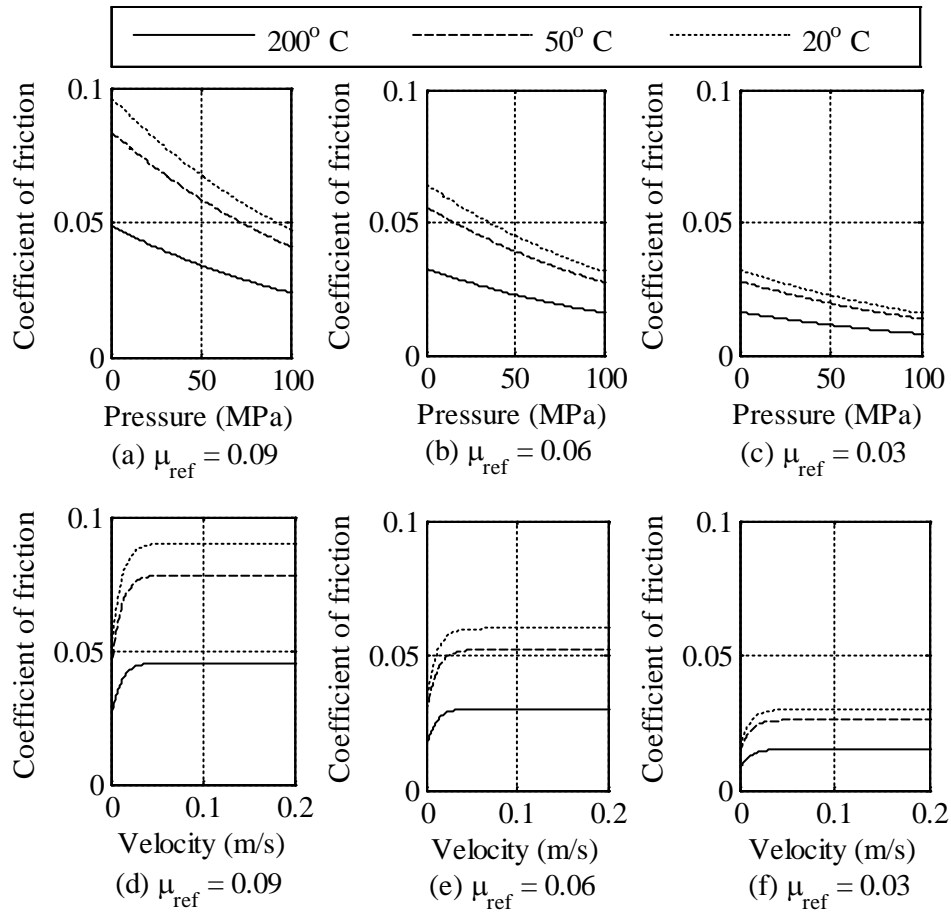 200° C 50° C 20° C
Coefficient of friction
0.1
0.05
0
0 50 100
Pressure (MPa)
(a) μref = 0.09
Coefficient of friction
0.1
0.05
0
0 50 100
Pressure (MPa)
(b) μref = 0.06
Coefficient of friction
0.1
0.05
0
0 50 100
Pressure (MPa)
(c) μref = 0.03
Coefficient of friction
0.1
0.05
0
0 0.1 0.2
Velocity (m/s)
(d) μref = 0.09
Coefficient of friction
0.1
0.05
0
0 0.1 0.2
Velocity (m/s)
(e) μref = 0.06
Coefficient of friction
0.1
0.05
0
0 0.1 0.2
Velocity (m/s)
(f) μref = 0.03